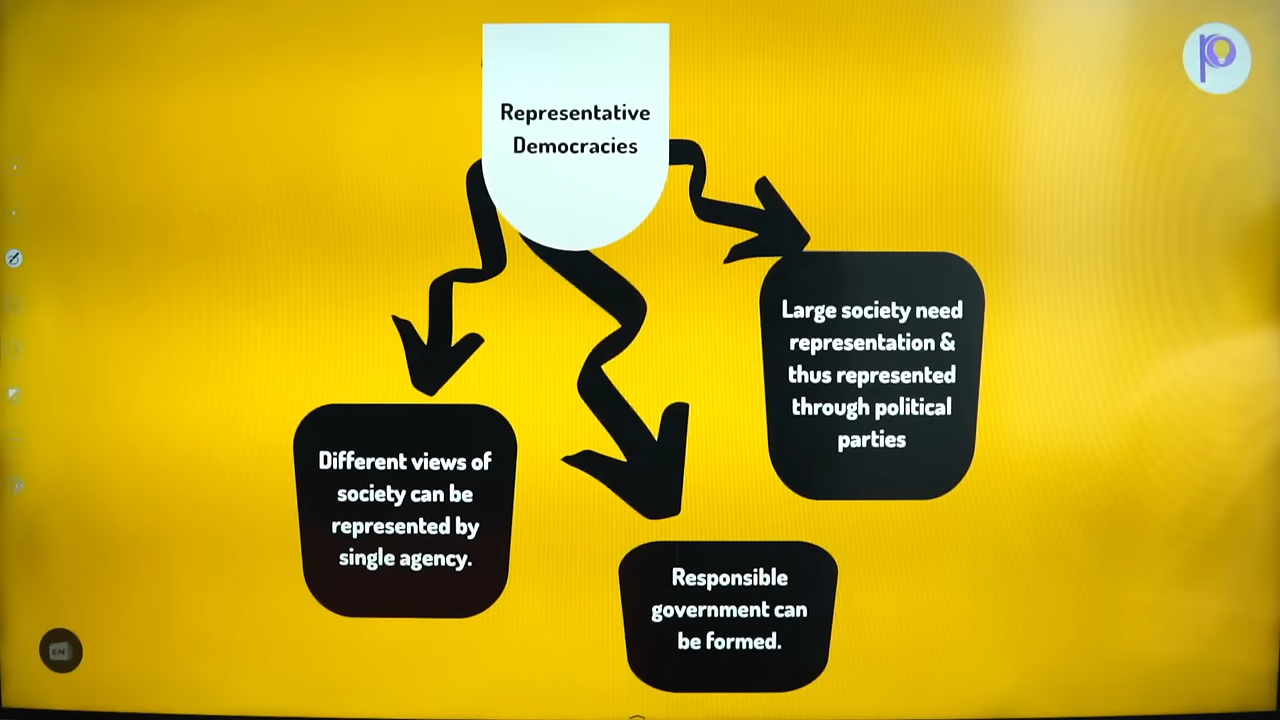 Representative
Democracies
Large society need
representation &
thus represented
through political
parties
Different views of
society can be
represented by
single agency.
Responsible
government can
be formed.
EN